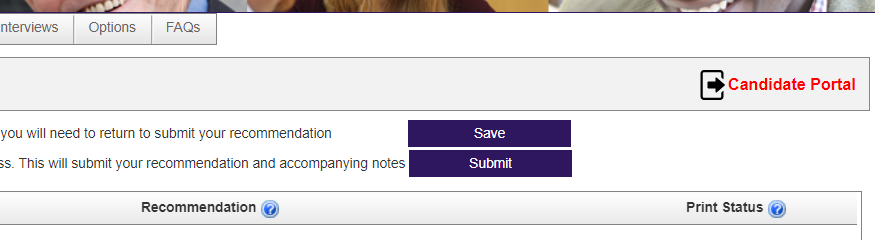 nterviews Options FAQs
Candidate Portal
you will need to return to submit your recommendation Save
ss. This will submit your recommendation and accompanying notes Submit
Recommendation ? Print Status ?